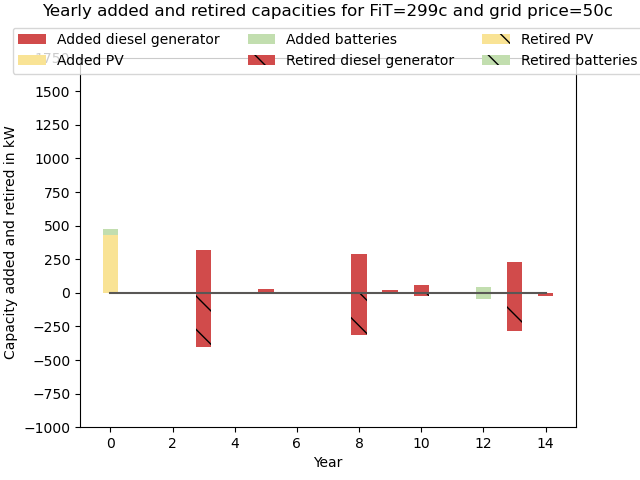 Yearly added and retired capacities for FiT=299c and grid price=50c
Added diesel generator
Added PV
Added batteries
Retired diesel generator
Retired PV
Retired batteries
Capacity added and retired in kW
1750
1500
1250
1000
750
500
250
0
−250
−500
−750
−1000
0 2 4 6 8 10 12 14
Year